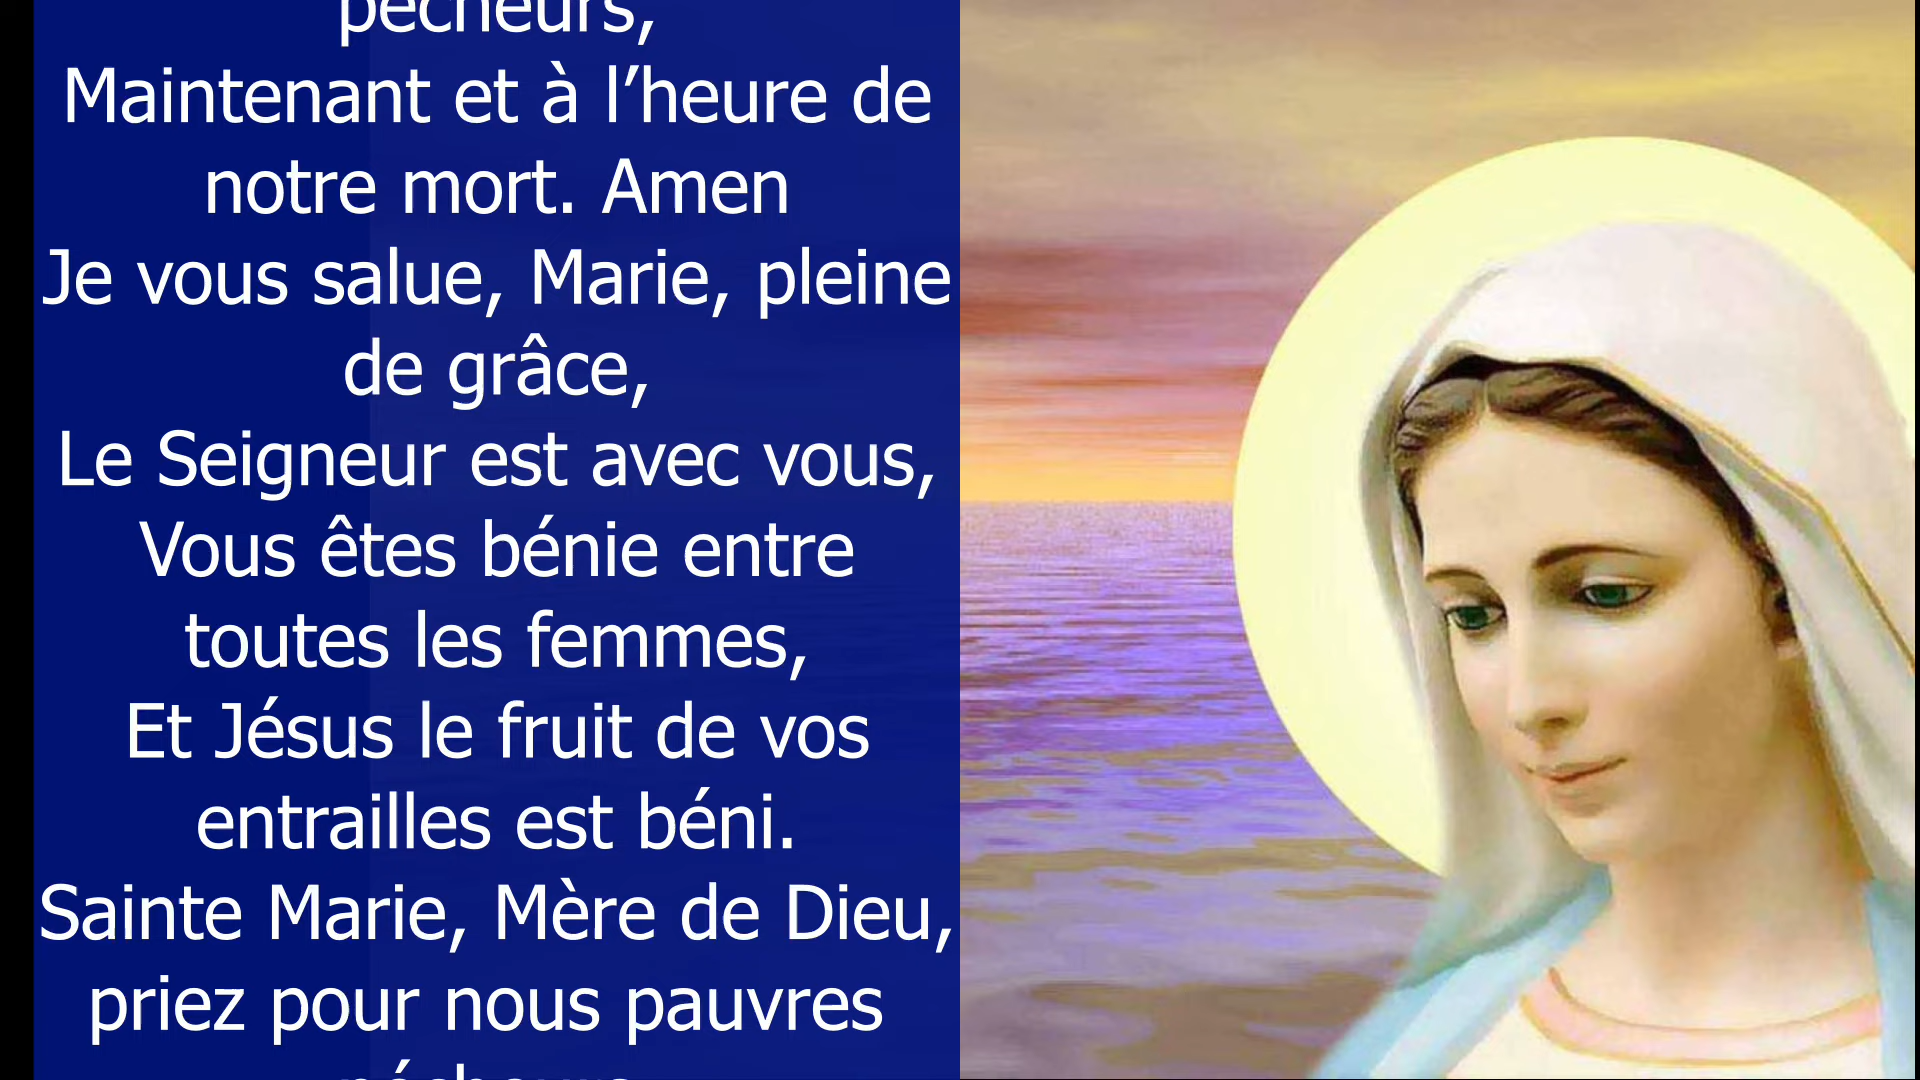 pécheurs,
Maintenant et à l’heure de
notre mort. Amen
Je vous salue, Marie, pleine
de grâce,
Le Seigneur est avec vous,
Vous êtes bénie entre
toutes les femmes,
Et Jésus le fruit de vos
entrailles est béni.
Sainte Marie, Mère de Dieu,
priez pour nous pauvres